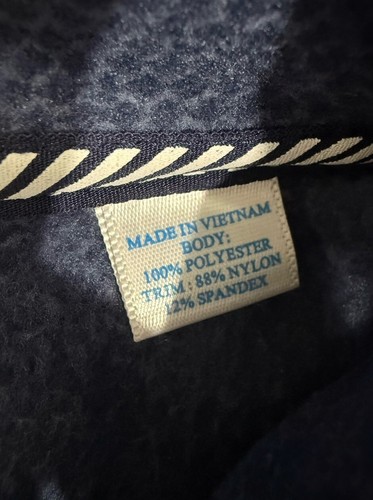 MADE IN VIETNAM
BODY:
100% POLYESTER
TRIM : 88% NYLON
12% SPANDEX